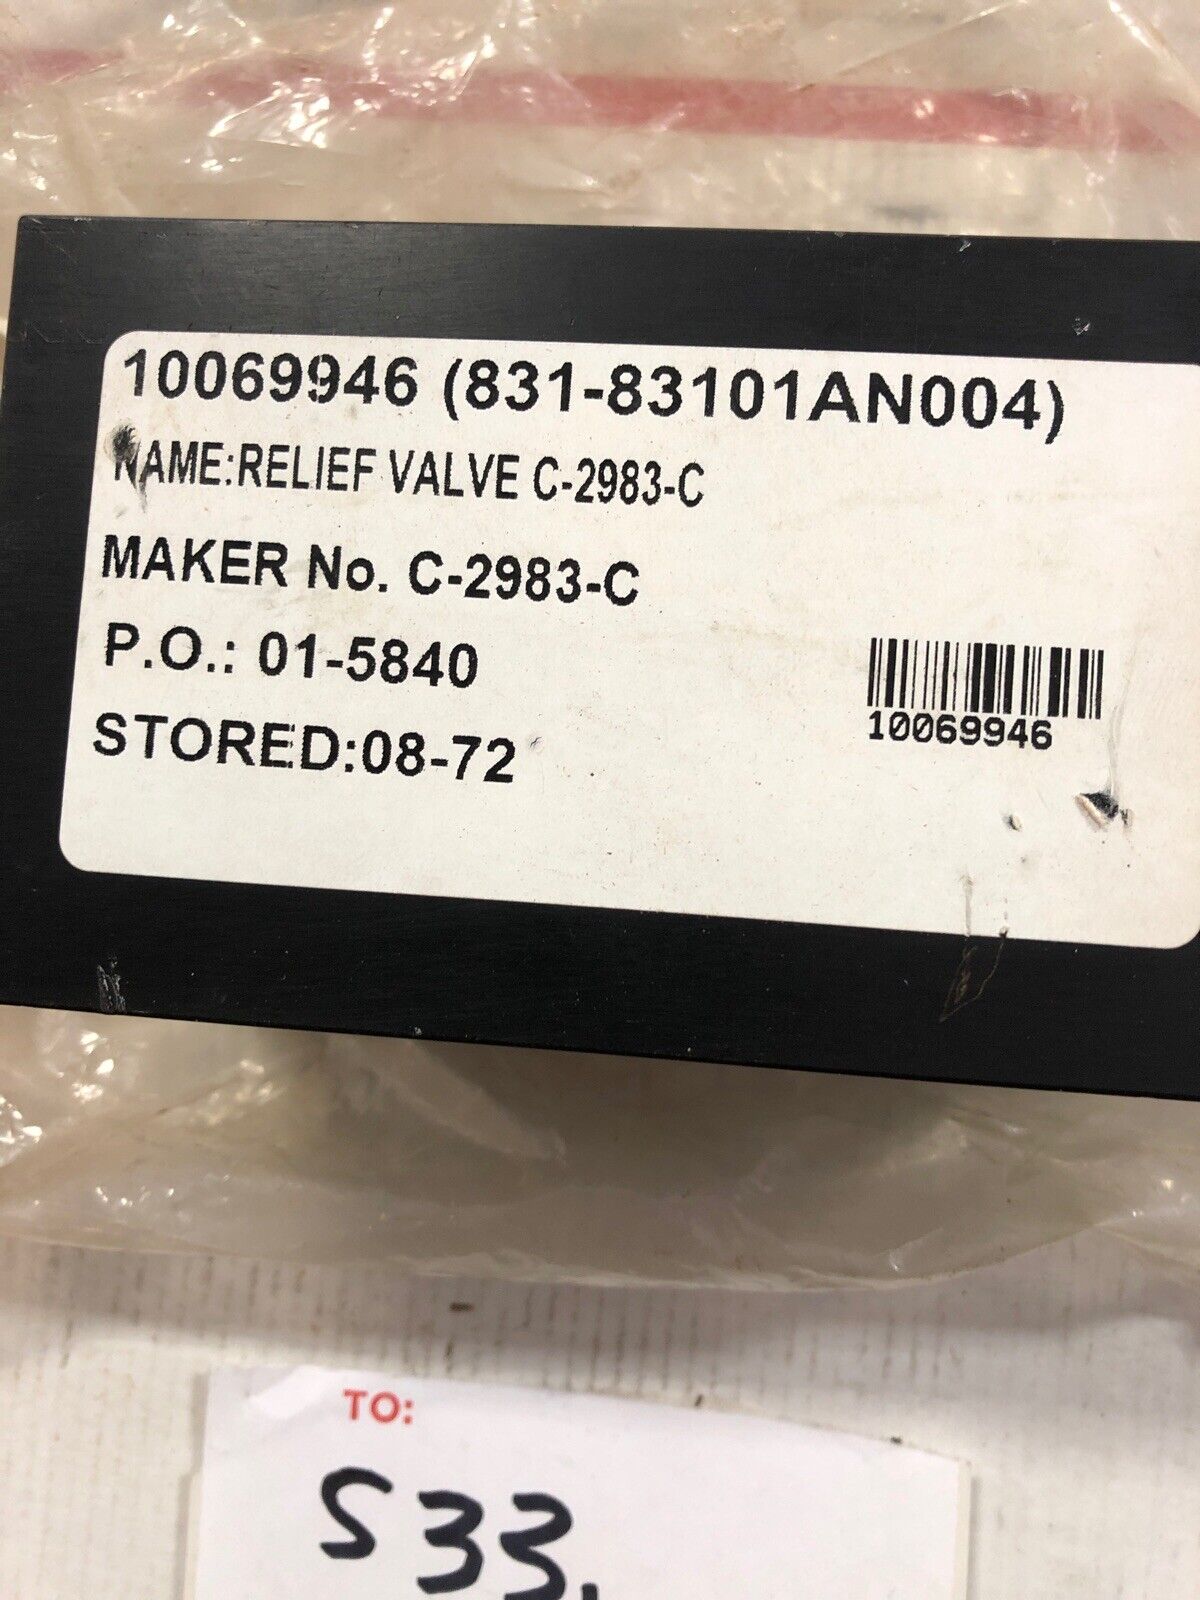 10069946 (831-83101AN004)
NAME:RELIEF VALVE C-2983-C
MAKER No. C-2983-C
P.O.: 01-5840
STORED:08-72
10069946
TO:
S33.